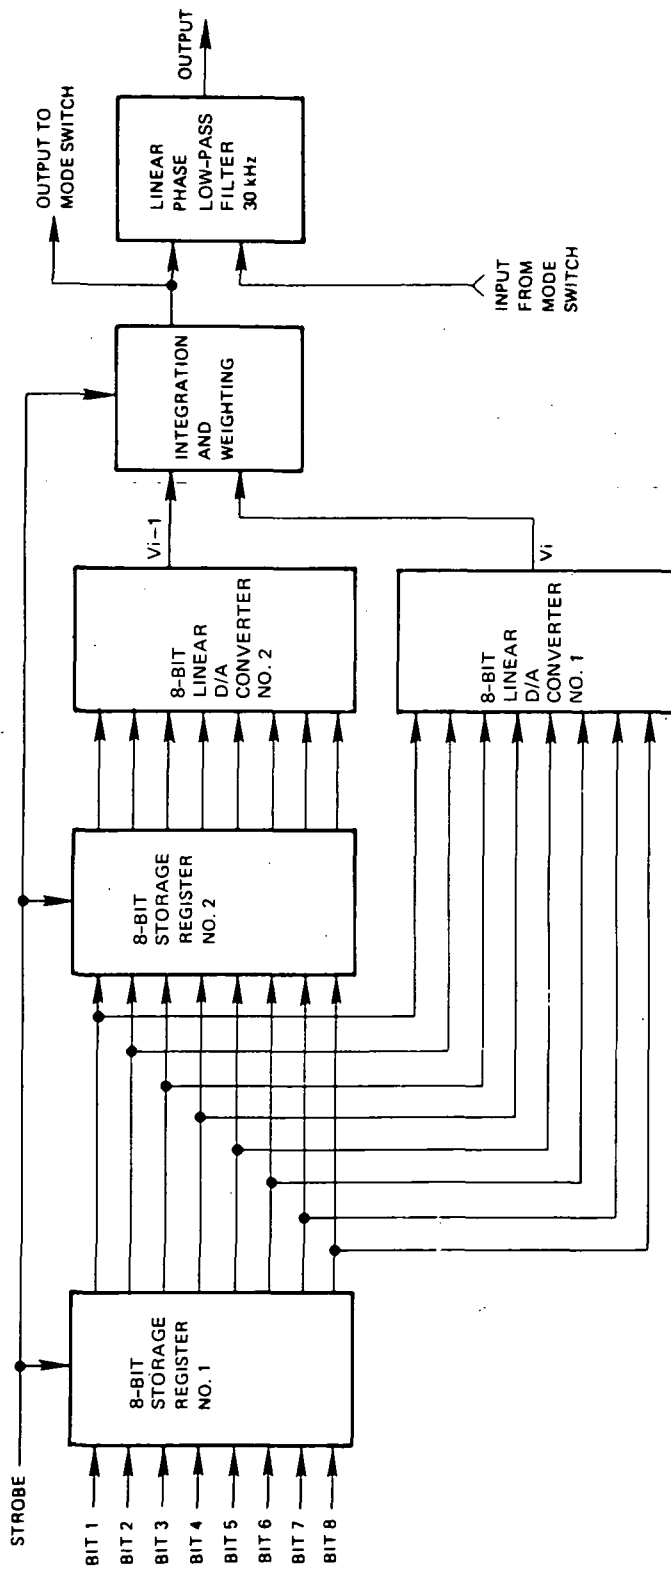 STROBE
BIT 1
BIT 2
BIT 3
BIT 4
BIT 5
BIT 6
BIT 7
BIT 8
8-BIT
STORAGE
REGISTER
NO. 1
8-BIT
STORAGE
REGISTER
NO. 2
8-BIT
LINEAR
D/A
CONVERTER
NO. 2
8-BIT
LINEAR
D/A
CONVERTER
NO. 1
Vi-1
Vi
INTEGRATION
AND
WEIGHTING
OUTPUT TO
MODE SWITCH
LINEAR
PHASE
LOW-PASS
FILTER
30 kHz
OUTPUT
INPUT
FROM
MODE
SWITCH